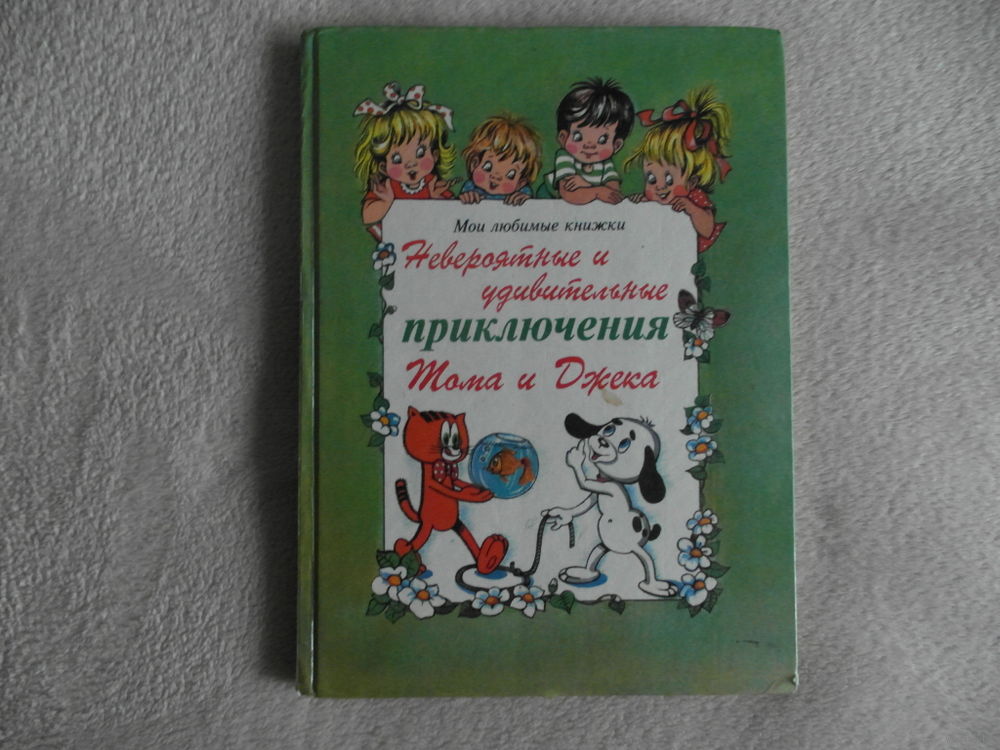 Мои любимые книжки
Невероятные и
удивительные
приключения
Тома и Джека